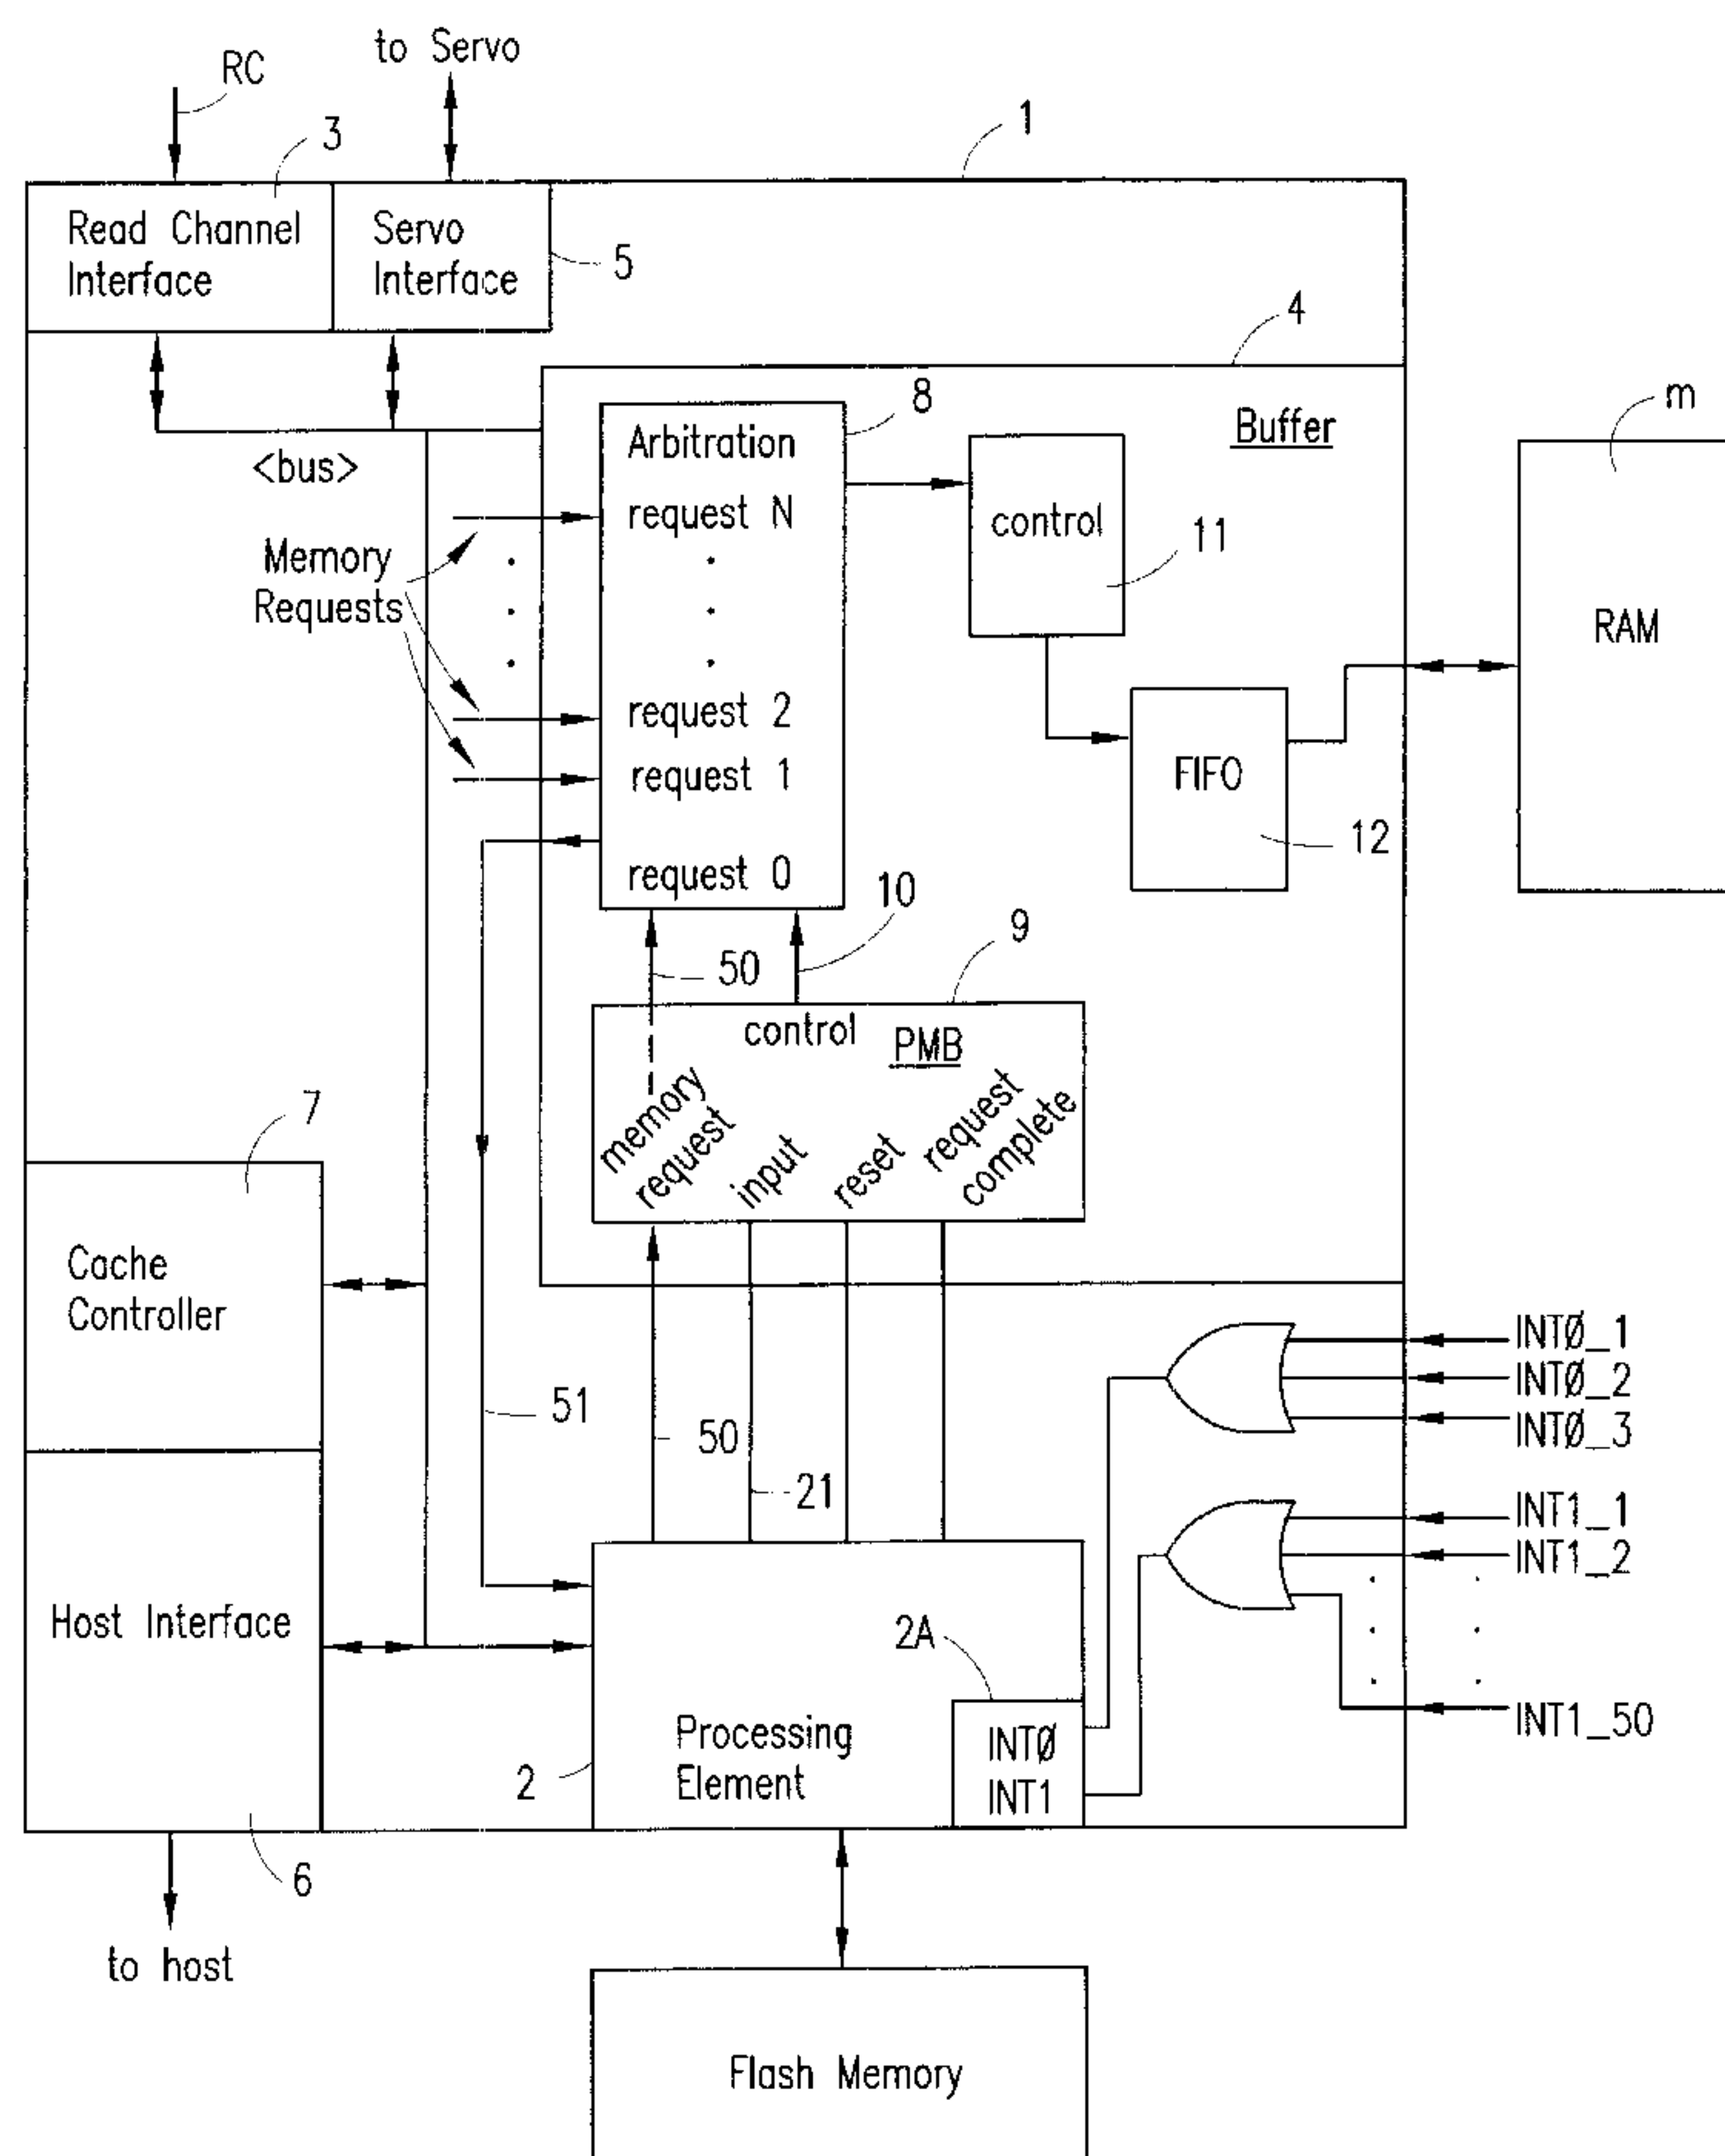 to Servo
RC
3
1
Read Channel
Interface
Servo
Interface
5
4
8
m
Arbitration
Buffer
<bus>
request N
control
11
Memory
Requests
RAM
request 2
request 1
FIFO
12
request 0
10
9
50
control
PMB
memory
request
input
reset
request
complete
7
Cache
Controller
INTØ_1
INTØ_2
INTØ_3
51
50
21
INT1_1
INT1_2
Host Interface
2A
INT1_50
Processing
Element
INTØ
INT1
2
6
to host
Flash Memory